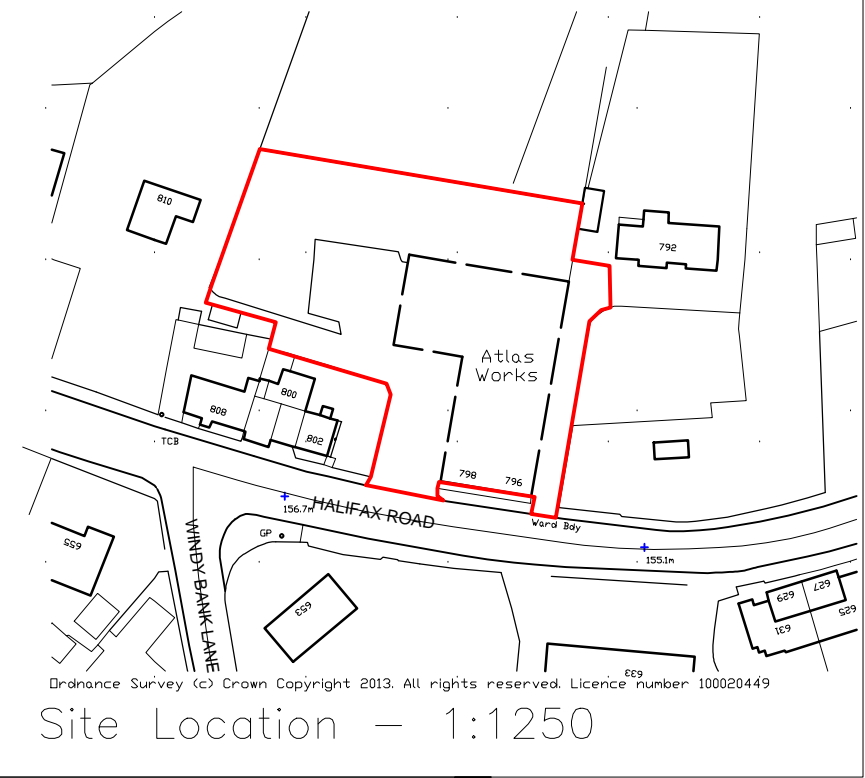 810
792
Atlas
Works
800
808
802
TCB
798
796
156.7m
HALIFAX ROAD
Ward Bdy
GP
155.1m
WINDY BANK LANE
655
653
627
629
625
631
633
Ordnance Survey (c) Crown Copyright 2013. All rights reserved. Licence number 100020449
Site Location - 1:1250